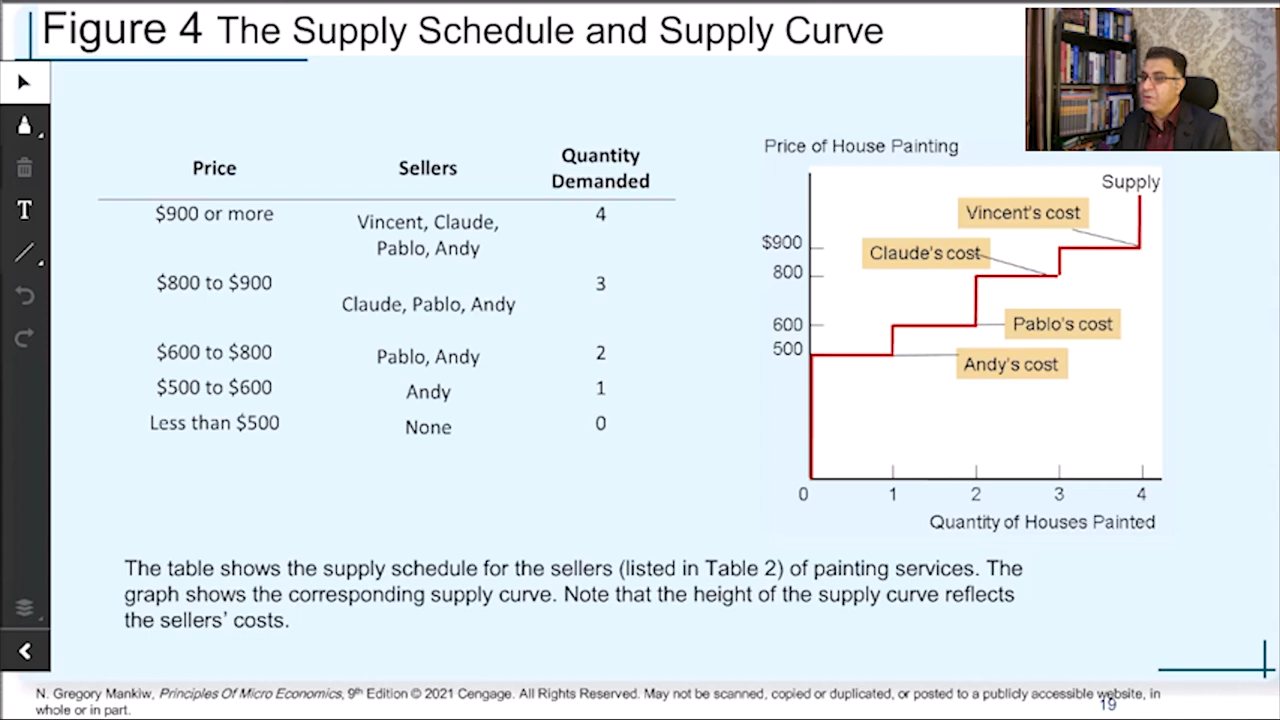 Figure 4 The Supply Schedule and Supply Curve
Price Sellers Quantity Demanded
$900 or more Vincent, Claude, Pablo, Andy 4
$800 to $900 Claude, Pablo, Andy 3
$600 to $800 Pablo, Andy 2
$500 to $600 Andy 1
Less than $500 None 0
Price of House Painting
Supply
Vincent's cost
$900
Claude's cost
800
600
Pablo's cost
500
Andy's cost
0 1 2 3 4
Quantity of Houses Painted
The table shows the supply schedule for the sellers (listed in Table 2) of painting services. The
graph shows the corresponding supply curve. Note that the height of the supply curve reflects
the sellers' costs.
N. Gregory Mankiw, Principles Of Micro Economics, 9th Edition © 2021 Cengage. All Rights Reserved. May not be scanned, copied or duplicated, or posted to a publicly accessible website, in
whole or in part.
19
T